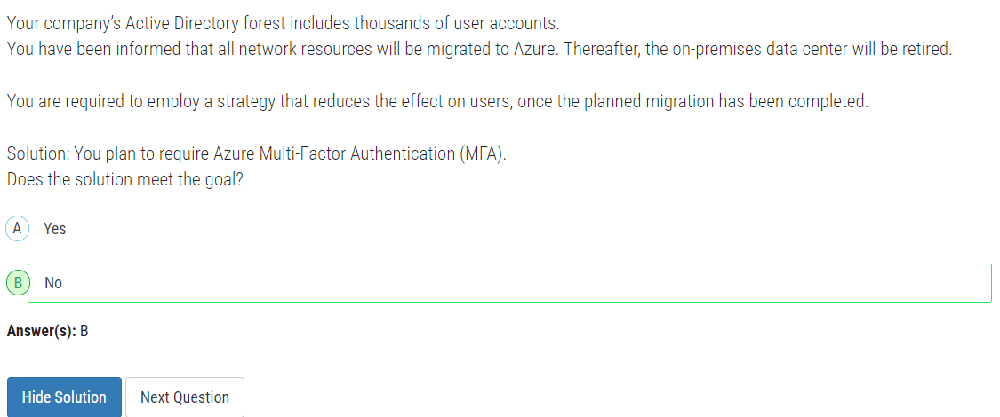 Your company's Active Directory forest includes thousands of user accounts.
You have been informed that all network resources will be migrated to Azure. Thereafter, the on-premises data center will be retired.
You are required to employ a strategy that reduces the effect on users, once the planned migration has been completed.
Solution: You plan to require Azure Multi-Factor Authentication (MFA).
Does the solution meet the goal?
A Yes
B No
Answer(s): B
Hide Solution Next Question